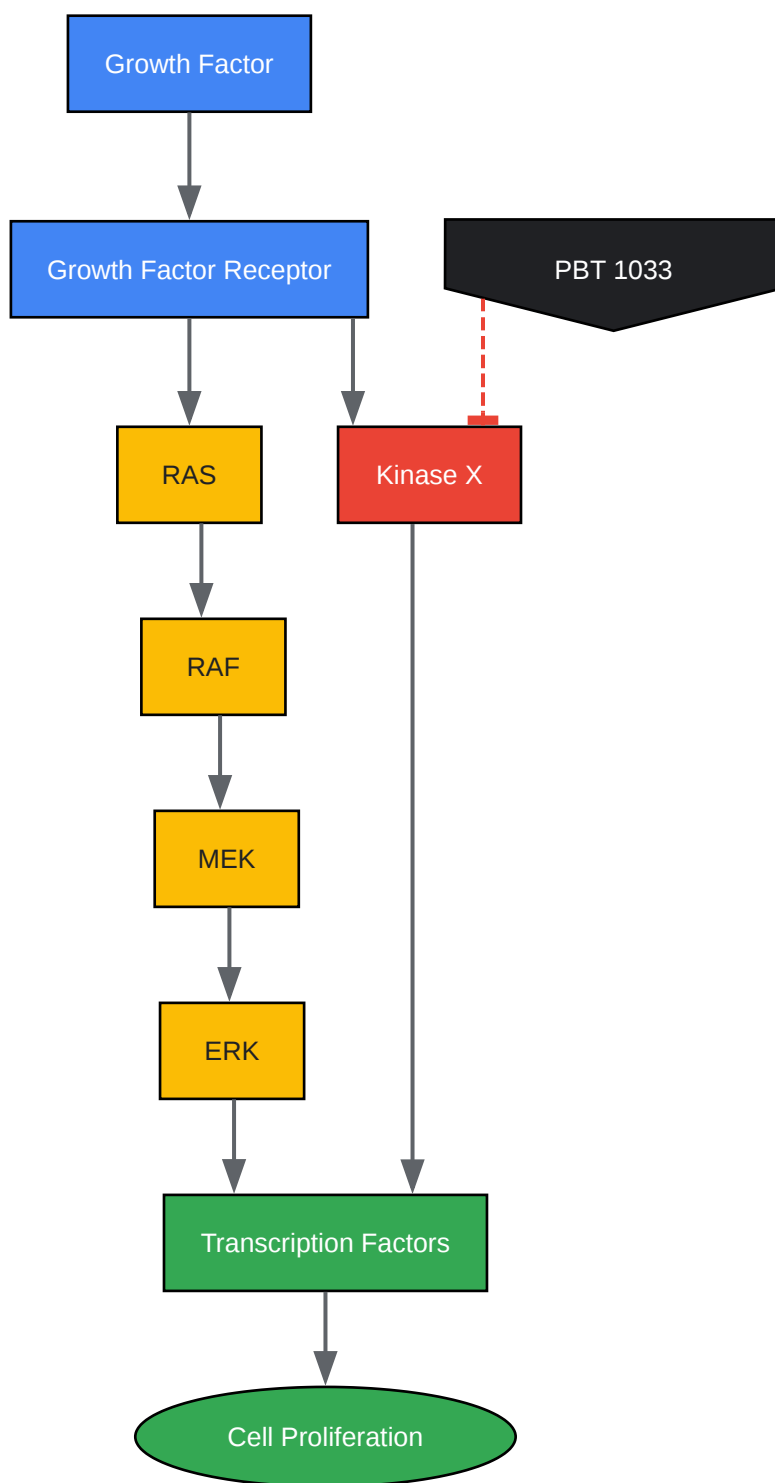 Growth Factor
Growth Factor Receptor
PBT 1033
RAS
Kinase X
RAF
MEK
ERK
Transcription Factors
Cell Proliferation